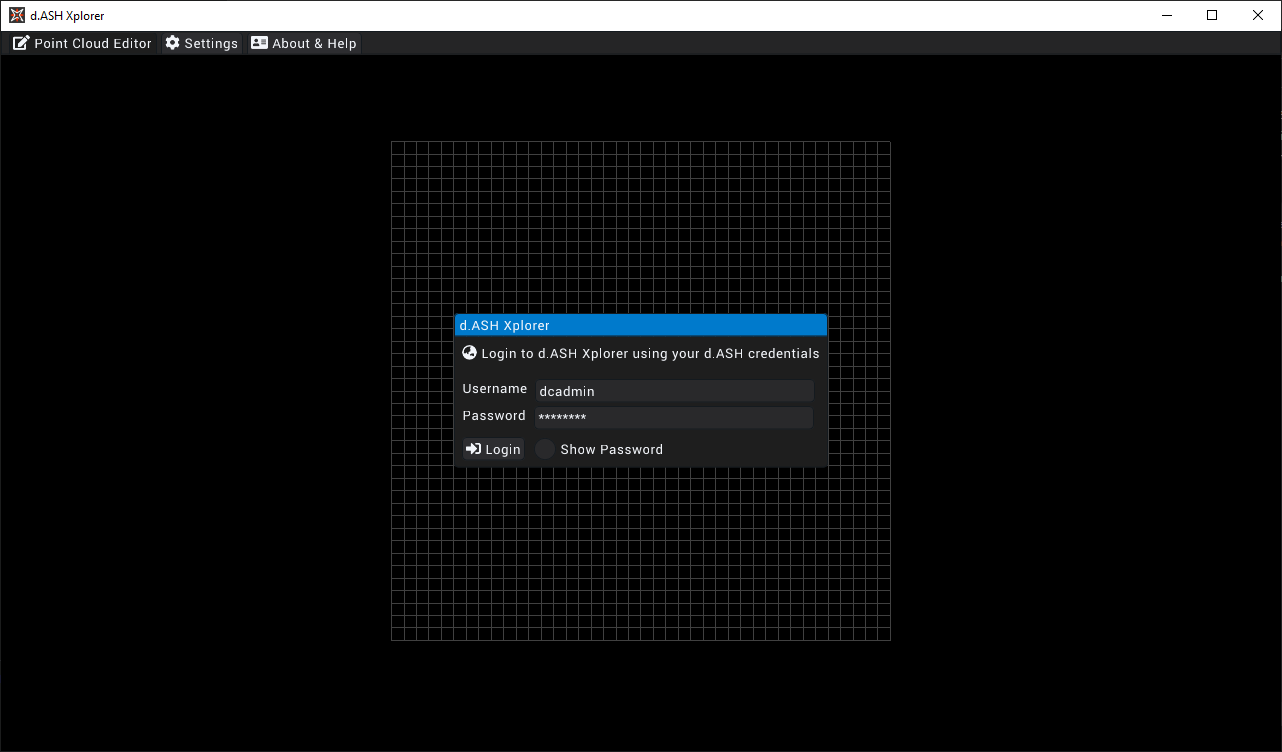 d.ASH Xplorer
Point Cloud Editor Settings About & Help
d.ASH Xplorer
Login to d.ASH Xplorer using your d.ASH credentials
Username dcadmin
Password ********
Login Show Password